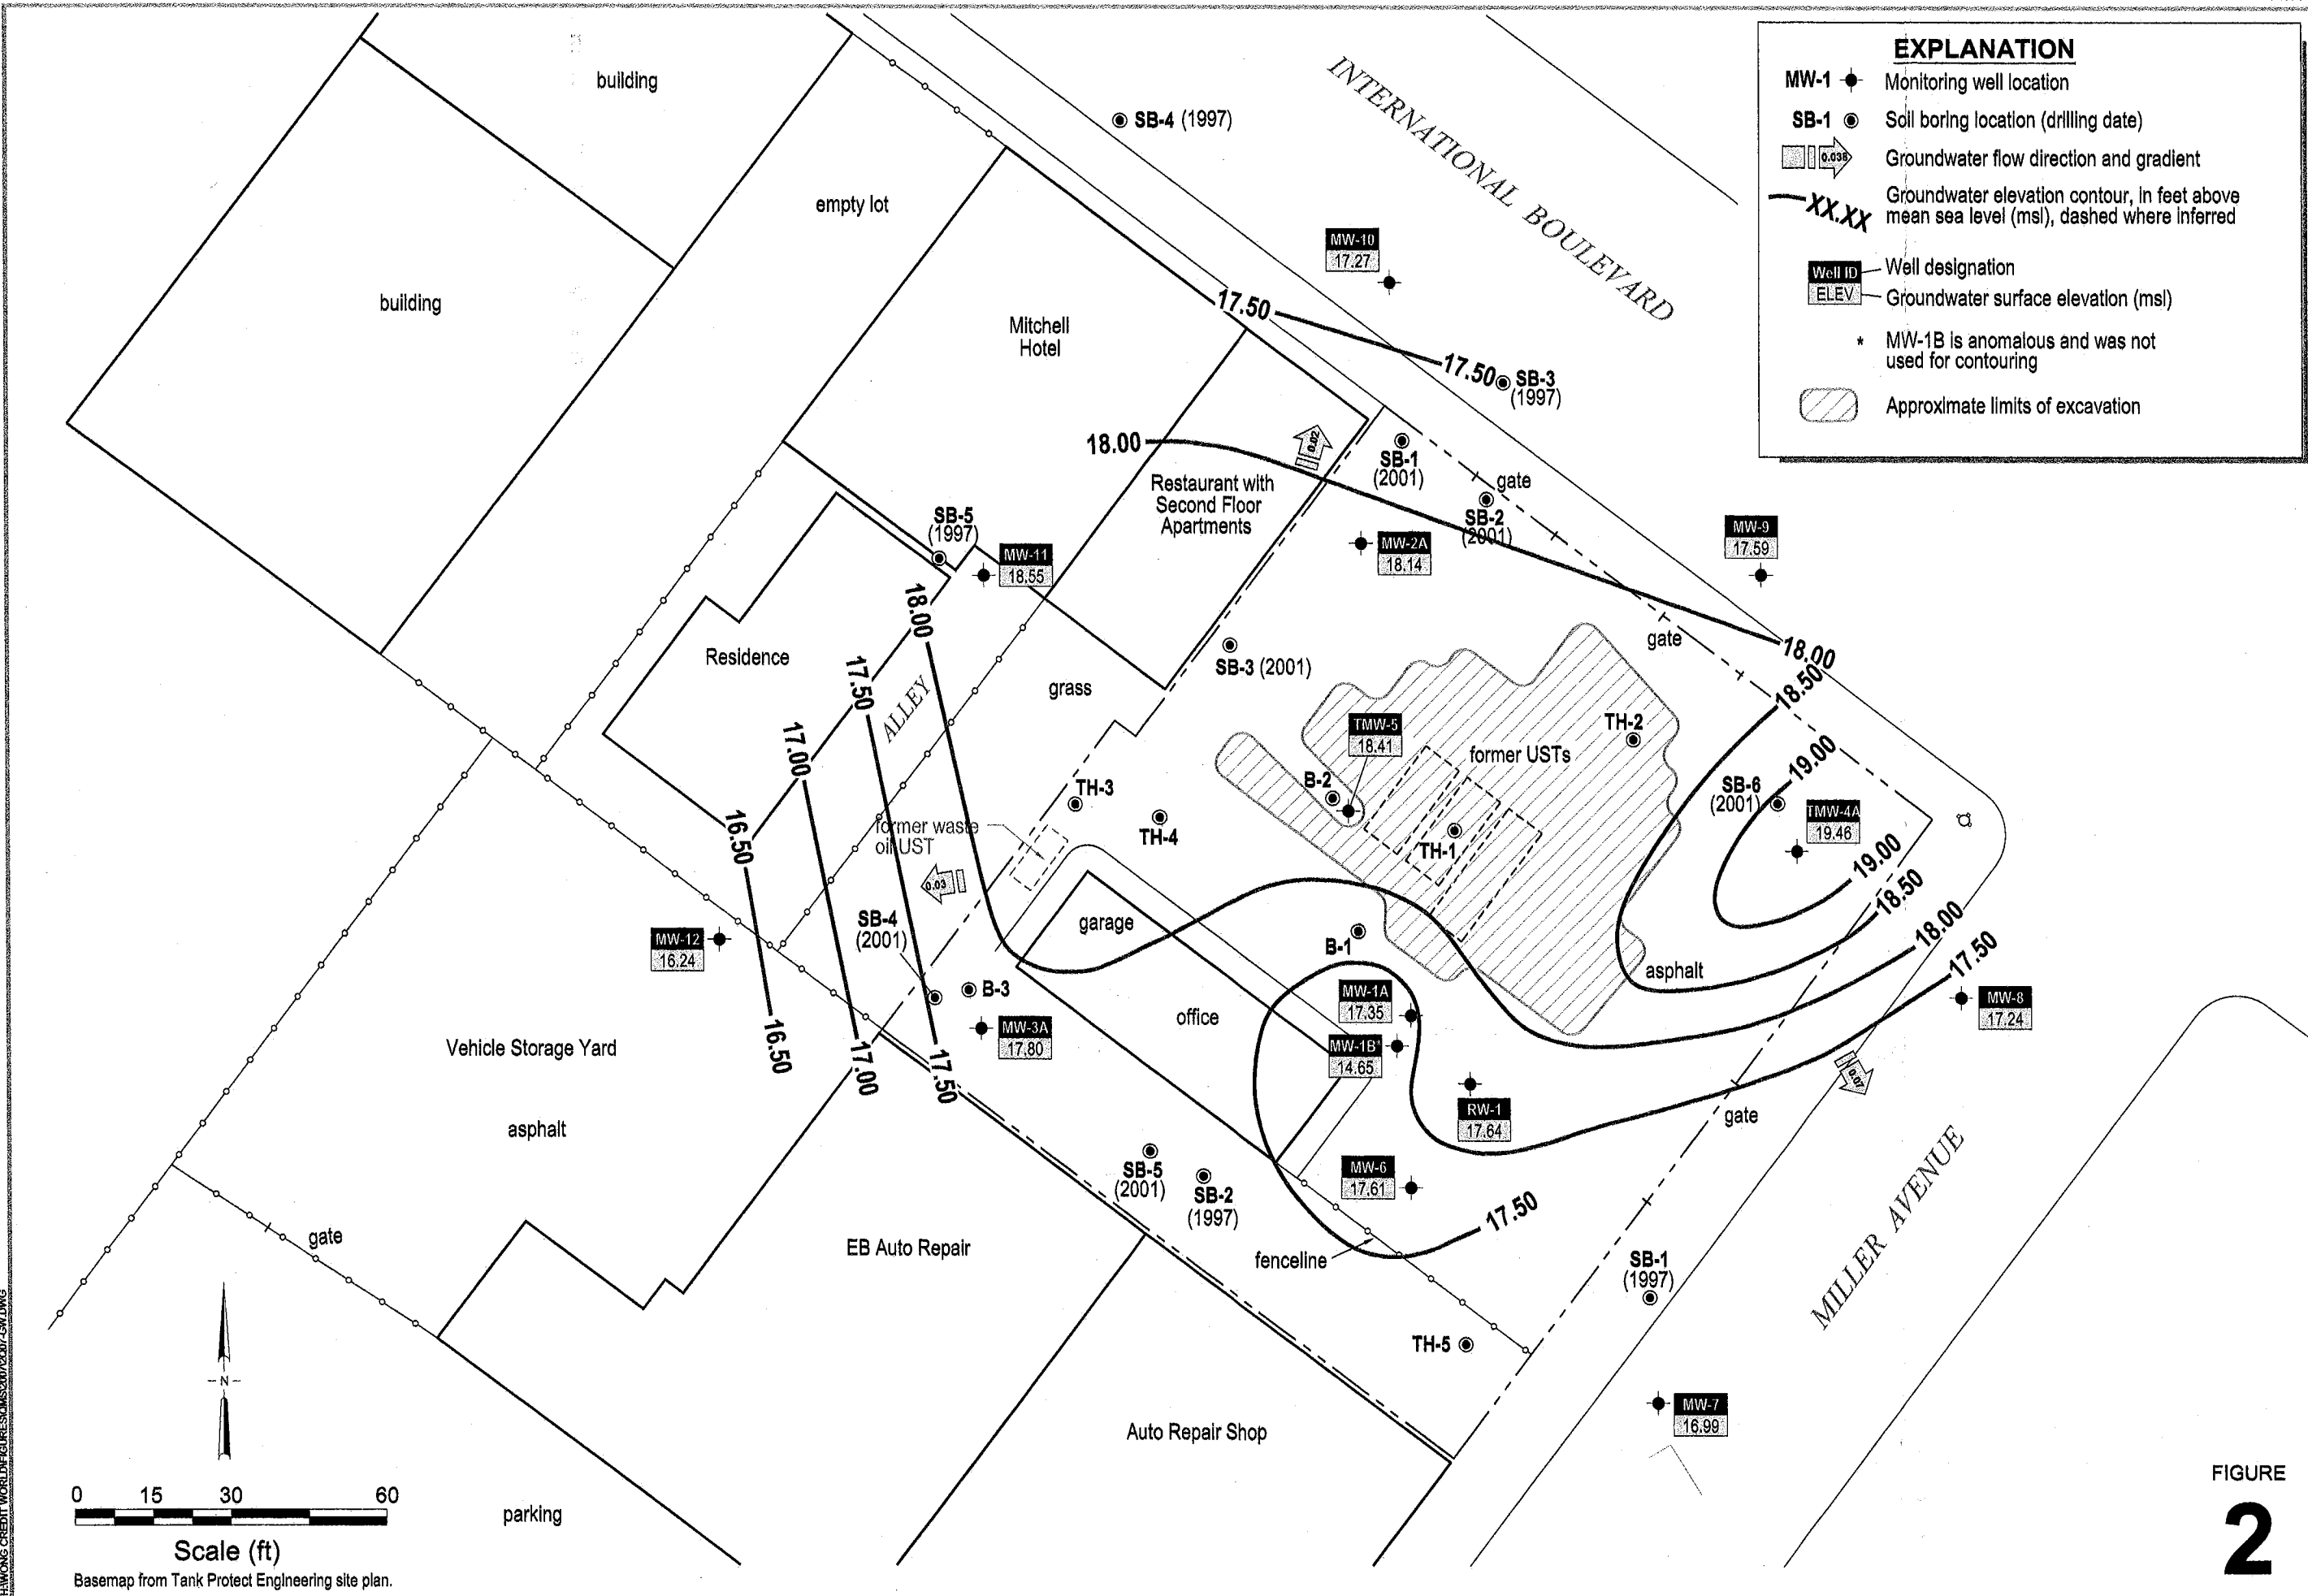 EXPLANATION
MW-1 Monitoring well location
SB-1 Soil boring location (drilling date)
0.038 Groundwater flow direction and gradient
XX.XX Groundwater elevation contour, in feet above
mean sea level (msl), dashed where inferred
Well ID Well designation
ELEV Groundwater surface elevation (msl)
* MW-1B is anomalous and was not
used for contouring
Approximate limits of excavation
building
SB-4 (1997)
INTERNATIONAL BOULEVARD
empty lot
MW-10
17.27
building
Mitchell
Hotel
17.50
17.50
SB-3
(1997)
18.00
0.02
SB-1
(2001)
gate
Restaurant with
Second Floor
Apartments
SB-2
(2001)
SB-5
(1997)
MW-11
18.55
MW-2A
18.14
MW-9
17.59
18.00
Residence
17.50
ALLEY
grass
SB-3 (2001)
gate
18.00
18.50
17.00
TMW-5
18.41
TH-2
former USTs
19.00
B-2
TH-3
SB-6
(2001)
TMW-4A
19.46
16.50
former waste
oil UST
TH-4
TH-1
19.00
0.03
18.50
SB-4
(2001)
garage
18.00
MW-12
16.24
B-1
17.50
asphalt
B-3
MW-1A
17.35
office
MW-8
17.24
MW-3A
17.80
MW-1B*
14.65
Vehicle Storage Yard
16.50
17.00
17.50
0.07
RW-1
17.64
gate
asphalt
SB-5
(2001)
SB-2
(1997)
MW-6
17.61
17.50
MILLER AVENUE
gate
EB Auto Repair
fenceline
SB-1
(1997)
TH-5
N
MW-7
16.99
Auto Repair Shop
0 15 30 60
Scale (ft)
parking
Basemap from Tank Protect Engineering site plan.
FIGURE
2